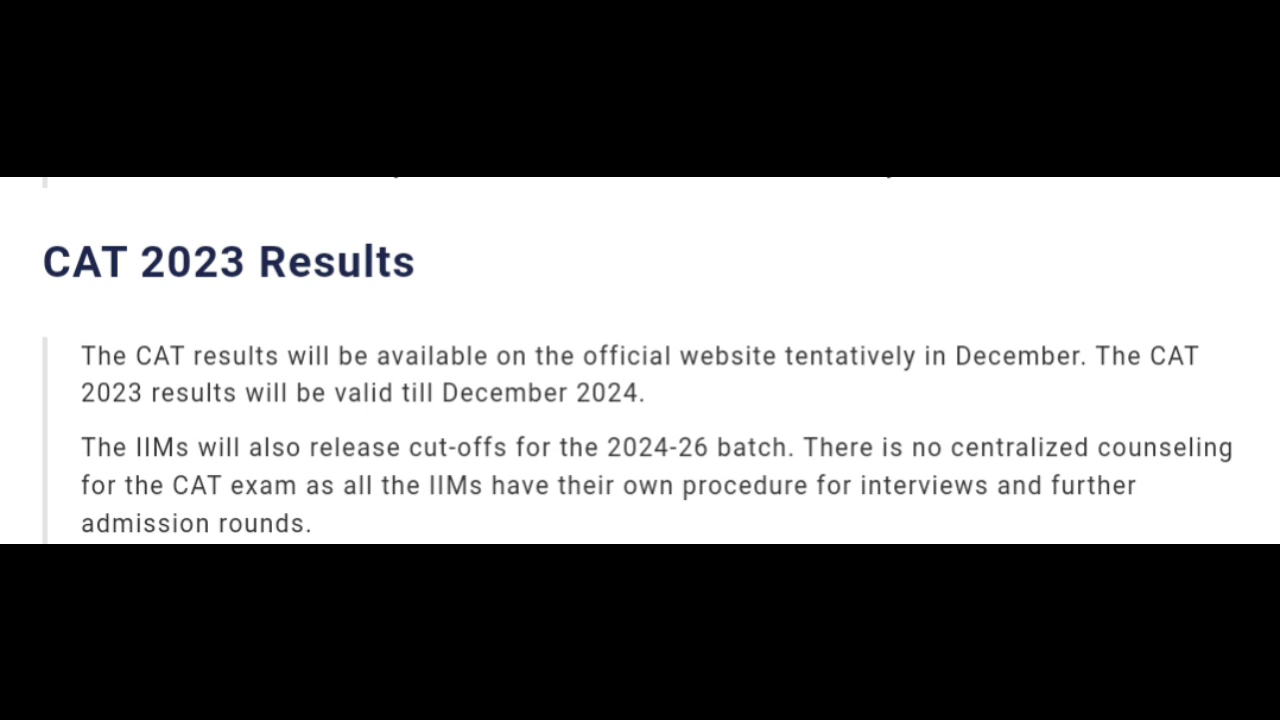 CAT 2023 Results
The CAT results will be available on the official website tentatively in December. The CAT
2023 results will be valid till December 2024.
The IIMs will also release cut-offs for the 2024-26 batch. There is no centralized counseling
for the CAT exam as all the IIMs have their own procedure for interviews and further
admission rounds.